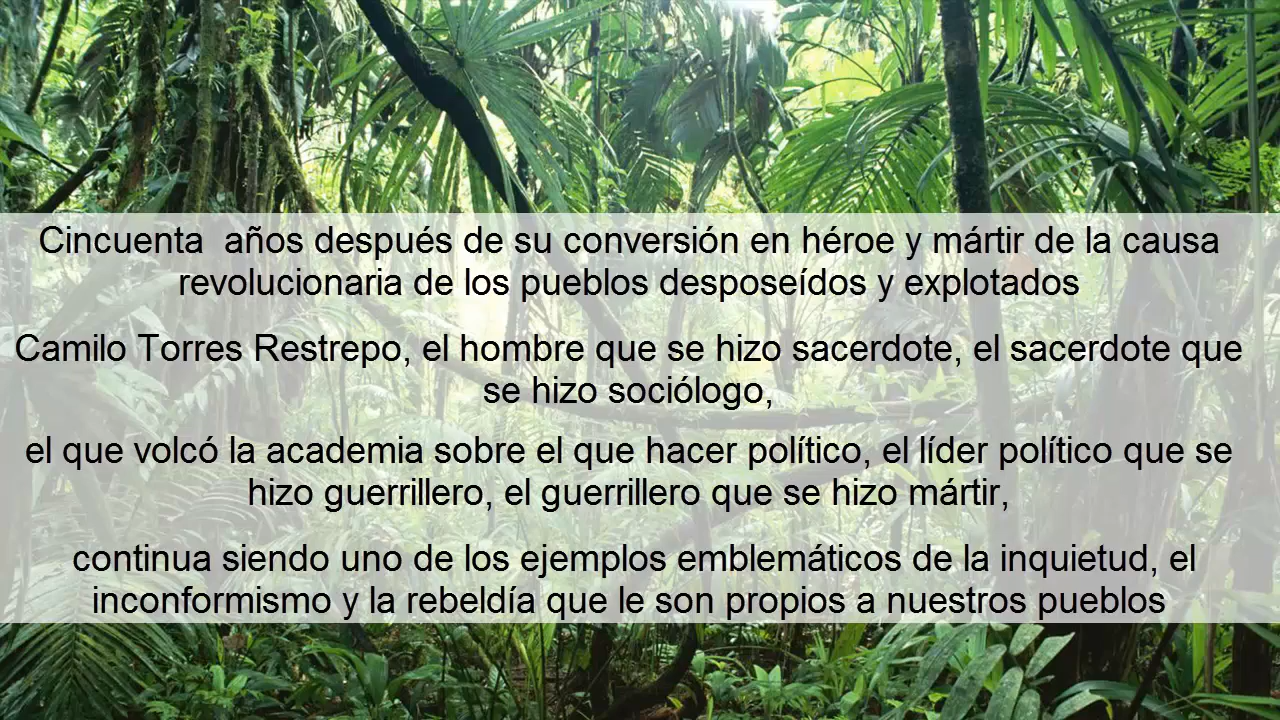 Cincuenta  años después de su conversión en héroe y mártir de la causa
revolucionaria de los pueblos desposeídos y explotados
Camilo Torres Restrepo, el hombre que se hizo sacerdote, el sacerdote que
se hizo sociólogo,
el que volcó la academia sobre el que hacer político, el líder político que se
hizo guerrillero, el guerrillero que se hizo mártir,
continua siendo uno de los ejemplos emblemáticos de la inquietud, el
inconformismo y la rebeldía que le son propios a nuestros pueblos